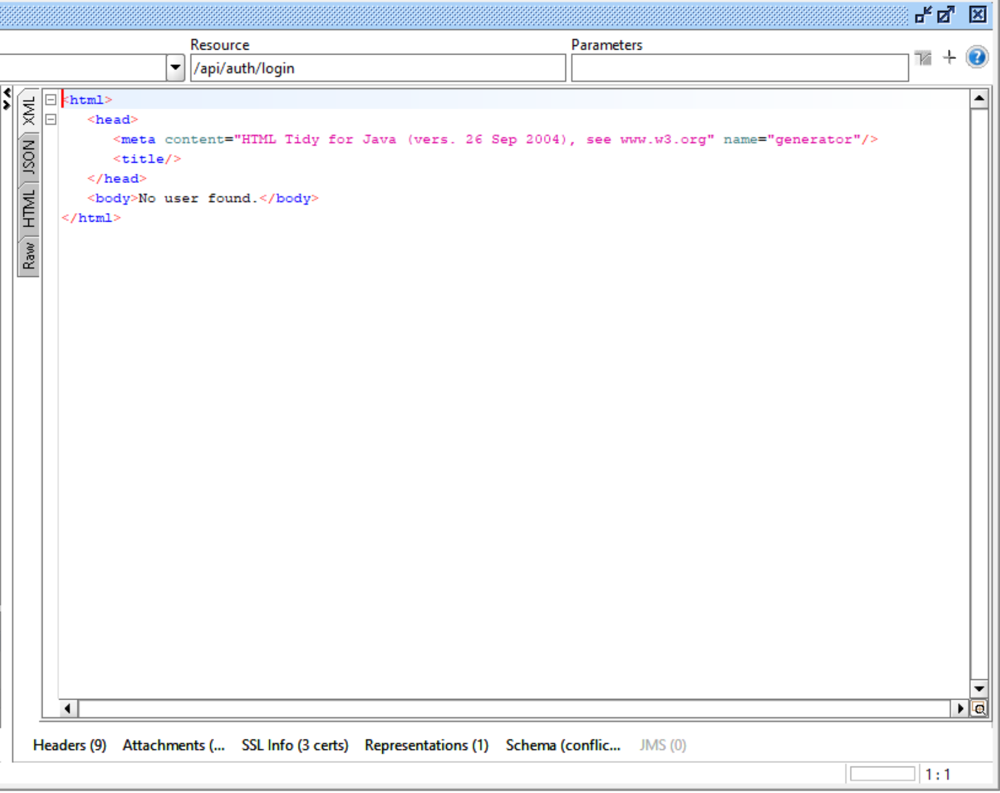 Resource
Parameters
/api/auth/login
XML
JSON
HTML
Raw
<html>
<head>
<meta content="HTML Tidy for Java (vers. 26 Sep 2004), see www.w3.org" name="generator"/>
<title/>
</head>
<body>No user found.</body>
</html>
Headers (9)
Attachments (...
SSL Info (3 certs)
Representations (1)
Schema (conflic...
JMS (0)
1 : 1